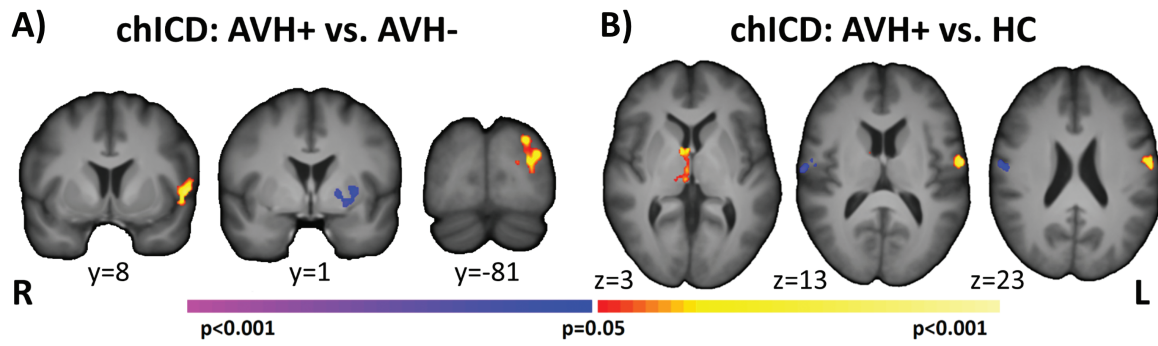 A) chICD: AVH+ vs. AVH-
B) chICD: AVH+ vs. HC
y=8 y=1 y=-81
z=3 z=13 z=23
R L
p<0.001 p=0.05 p<0.001